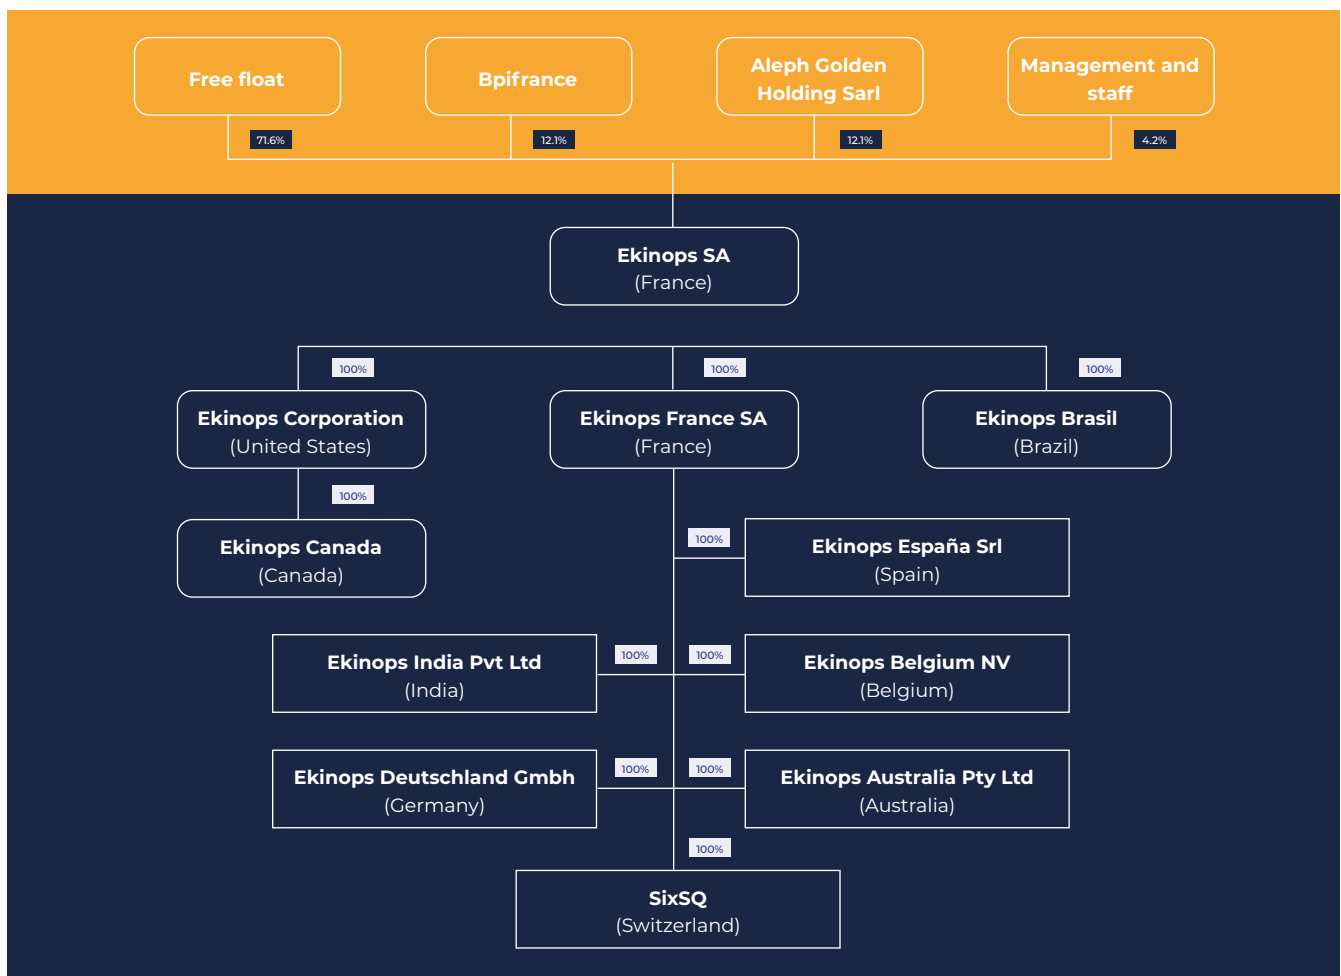 Free float
Bpifrance
Aleph Golden
Holding Sarl
Management and
staff
71.6%
12.1%
12.1%
4.2%
Ekinops SA
(France)
100%
100%
100%
Ekinops Corporation
(United States)
Ekinops France SA
(France)
Ekinops Brasil
(Brazil)
100%
Ekinops Canada
(Canada)
100%
Ekinops España Srl
(Spain)
Ekinops India Pvt Ltd
(India)
100%
100%
Ekinops Belgium NV
(Belgium)
Ekinops Deutschland Gmbh
(Germany)
100%
100%
Ekinops Australia Pty Ltd
(Australia)
100%
SixSQ
(Switzerland)